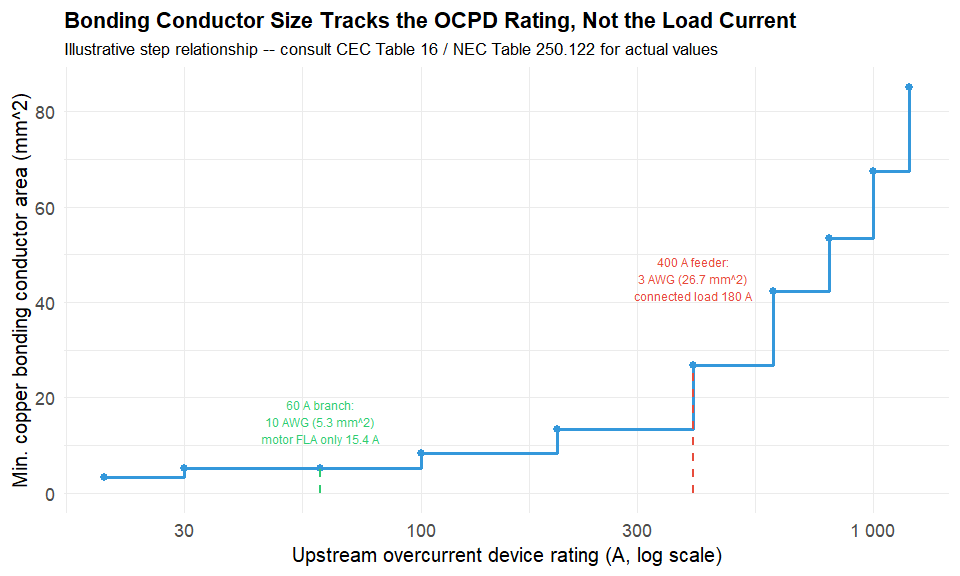 Bonding Conductor Size Tracks the OCPD Rating, Not the Load Current
Illustrative step relationship -- consult CEC Table 16 / NEC Table 250.122 for actual values
Min. copper bonding conductor area (mm^2)
80
60
40
20
0
400 A feeder:
3 AWG (26.7 mm^2)
connected load 180 A
60 A branch:
10 AWG (5.3 mm^2)
motor FLA only 15.4 A
30
100
300
1 000
Upstream overcurrent device rating (A, log scale)